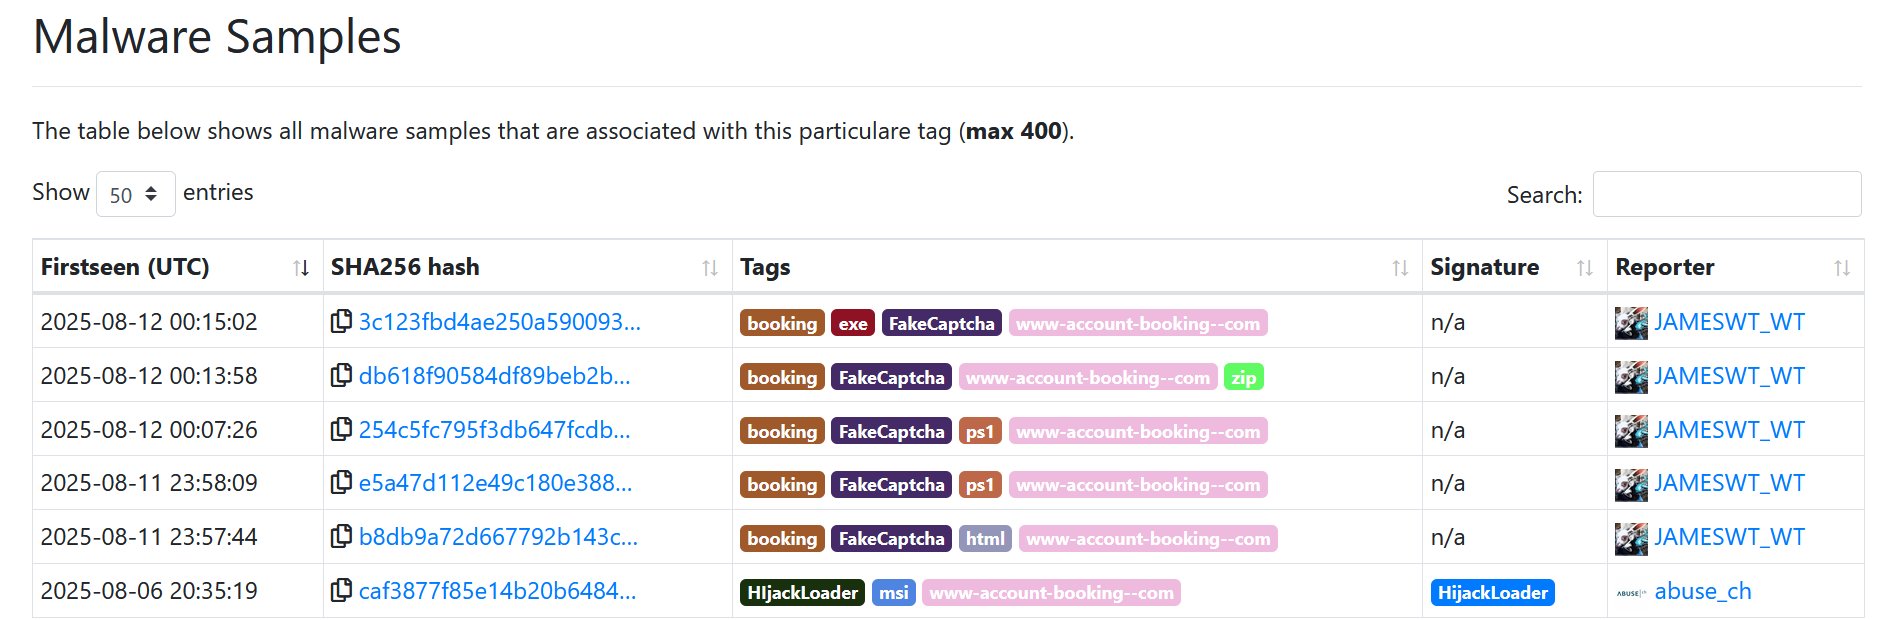 Malware Samples
The table below shows all malware samples that are associated with this particulare tag (max 400).
Show 50 entries Search:
Firstseen (UTC) SHA256 hash Tags Signature Reporter
2025-08-12 00:15:02 3c123fbd4ae250a590093... booking exe FakeCaptcha www-account-booking--com n/a JAMESWT_WT
2025-08-12 00:13:58 db618f90584df89beb2b... booking FakeCaptcha www-account-booking--com zip n/a JAMESWT_WT
2025-08-12 00:07:26 254c5fc795f3db647fcdb... booking FakeCaptcha ps1 www-account-booking--com n/a JAMESWT_WT
2025-08-11 23:58:09 e5a47d112e49c180e388... booking FakeCaptcha ps1 www-account-booking--com n/a JAMESWT_WT
2025-08-11 23:57:44 b8db9a72d667792b143c... booking FakeCaptcha html www-account-booking--com n/a JAMESWT_WT
2025-08-06 20:35:19 caf3877f85e14b20b6484... HIjackLoader msi www-account-booking--com HijackLoader ABUSE|ch abuse_ch